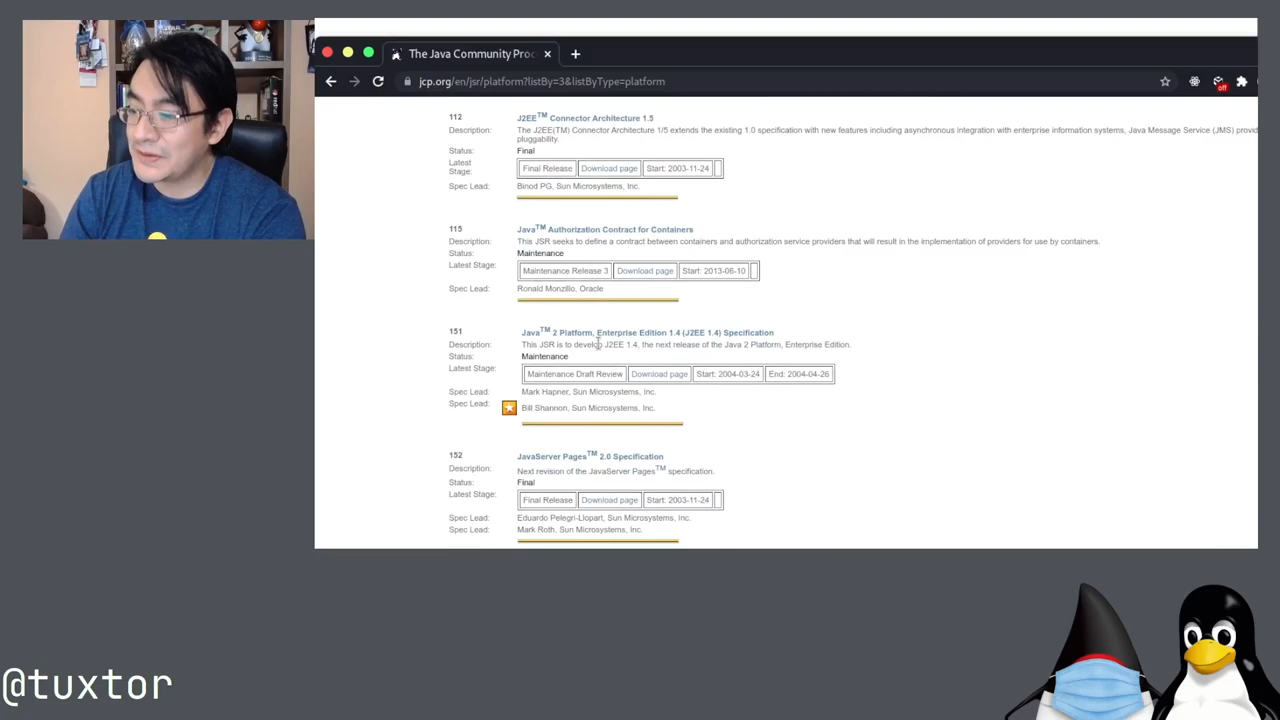 The Java Community Proc
jcp.org/en/jsr/platform?listBy=3&listByType=platform
off
112 J2EE™ Connector Architecture 1.5
Description: The J2EE(TM) Connector Architecture 1/5 extends the existing 1.0 specification with new features including asynchronous integration with enterprise information systems, Java Message Service (JMS) provid
pluggability.
Status: Final
Latest Stage: Final Release Download page Start: 2003-11-24
Spec Lead: Binod PG, Sun Microsystems, Inc.
115 Java™ Authorization Contract for Containers
Description: This JSR seeks to define a contract between containers and authorization service providers that will result in the implementation of providers for use by containers.
Status: Maintenance
Latest Stage: Maintenance Release 3 Download page Start: 2013-06-10
Spec Lead: Ronald Monzillo, Oracle
151 Java™ 2 Platform, Enterprise Edition 1.4 (J2EE 1.4) Specification
Description: This JSR is to develop J2EE 1.4, the next release of the Java 2 Platform, Enterprise Edition.
Status: Maintenance
Latest Stage: Maintenance Draft Review Download page Start: 2004-03-24 End: 2004-04-26
Spec Lead: Mark Hapner, Sun Microsystems, Inc.
Spec Lead: Bill Shannon, Sun Microsystems, Inc.
152 JavaServer Pages™ 2.0 Specification
Description: Next revision of the JavaServer Pages™ specification.
Status: Final
Latest Stage: Final Release Download page Start: 2003-11-24
Spec Lead: Eduardo Pelegri-Llopart, Sun Microsystems, Inc.
Spec Lead: Mark Roth, Sun Microsystems, Inc.
@tuxtor